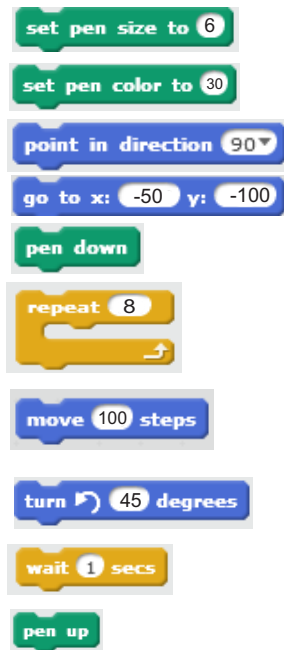 set pen size to 6
set pen color to 30
point in direction 90
go to x: -50 y: -100
pen down
repeat 8
move 100 steps
turn 45 degrees
wait 1 secs
pen up